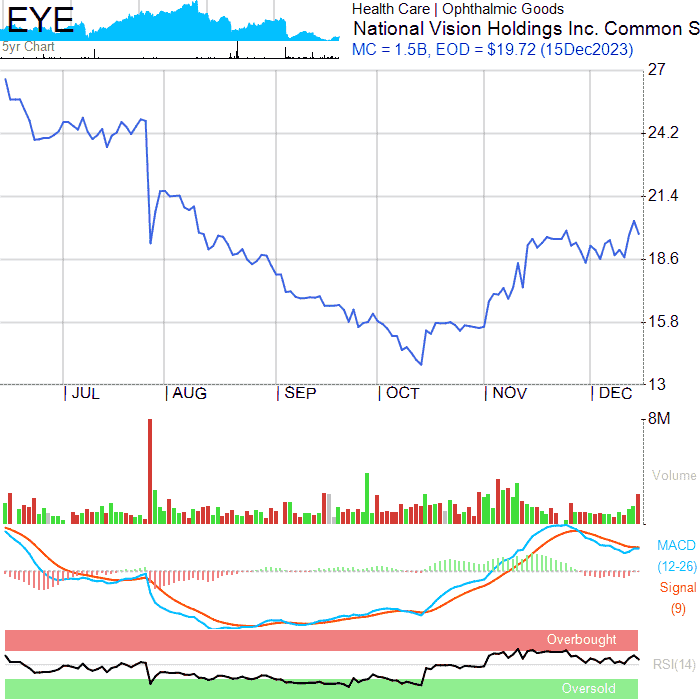 EYE
5yr Chart
Health Care | Ophthalmic Goods
National Vision Holdings Inc. Common S
MC = 1.5B, EOD = $19.72 (15Dec2023)
27
24.2
21.4
18.6
15.8
13
| JUL | AUG | SEP | OCT | NOV | DEC
8M
Volume
MACD
(12-26)
Signal
(9)
Overbought
RSI(14)
Oversold